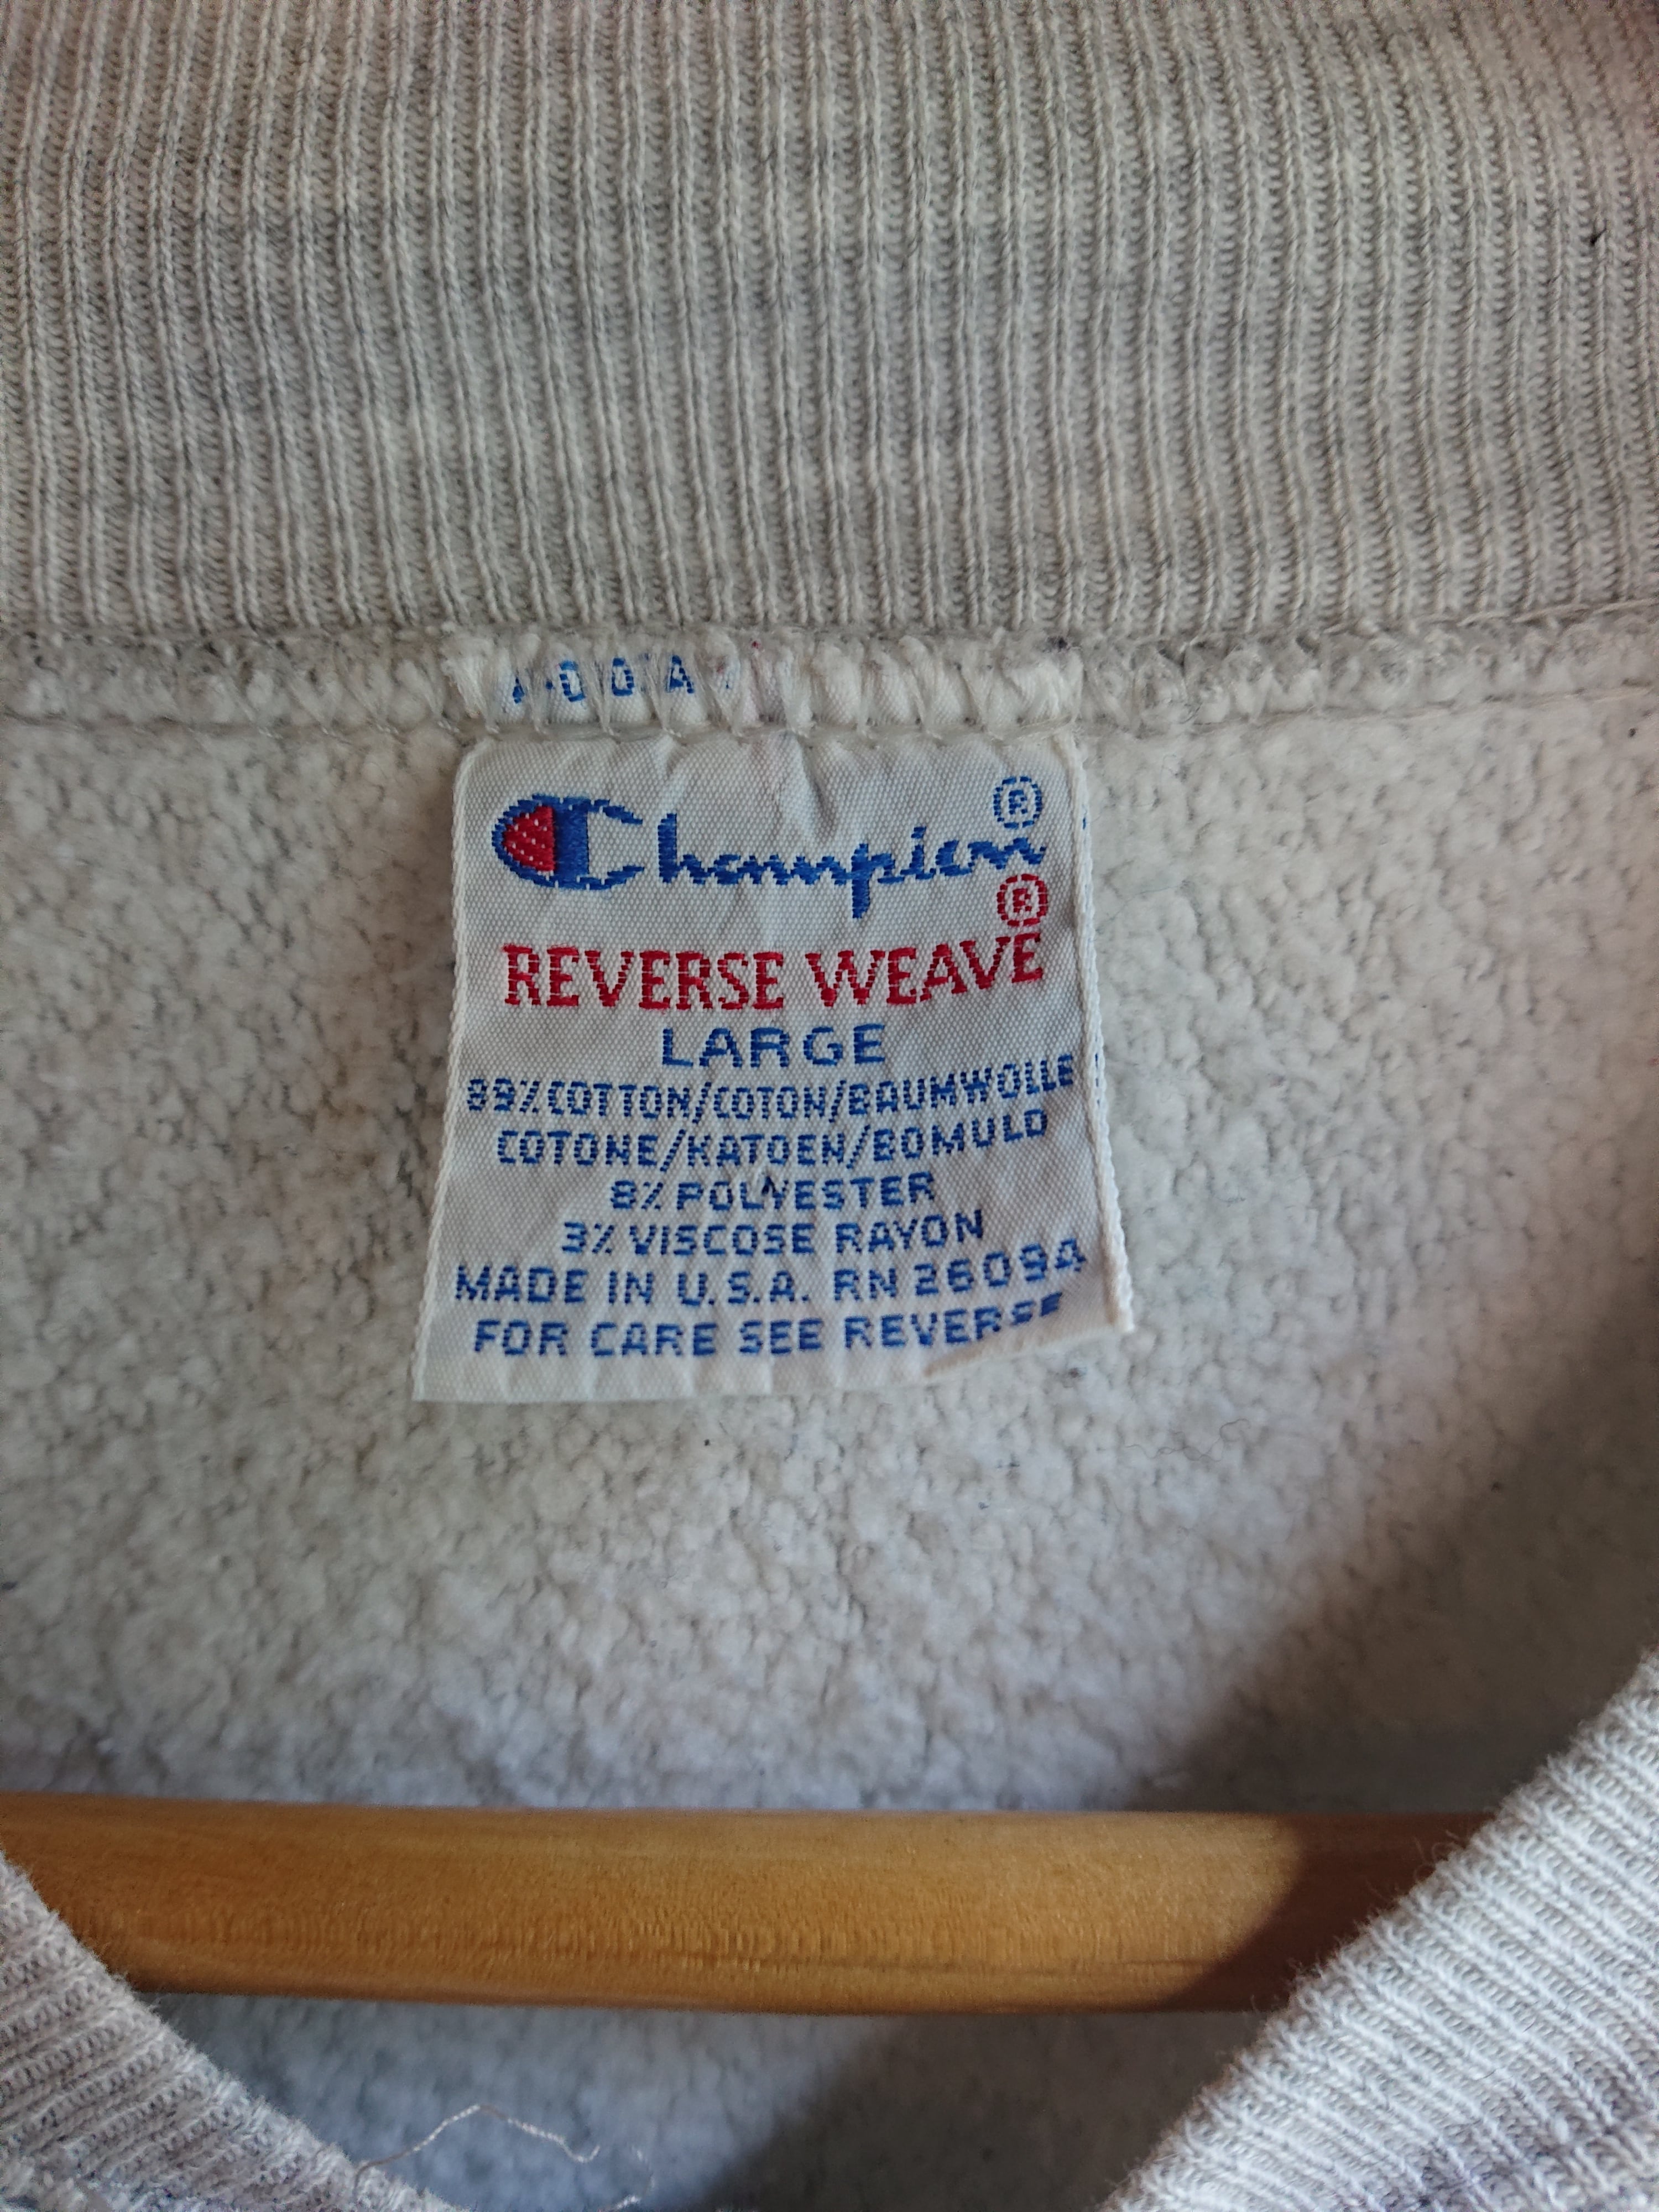 Champion®
REVERSE WEAVE®
LARGE
89% COTTON/COTON/BAUMWOLLE
COTONE/KATOEN/BOMULD
8% POLYESTER
3% VISCOSE RAYON
MADE IN U.S.A. RN 26094
FOR CARE SEE REVERSE